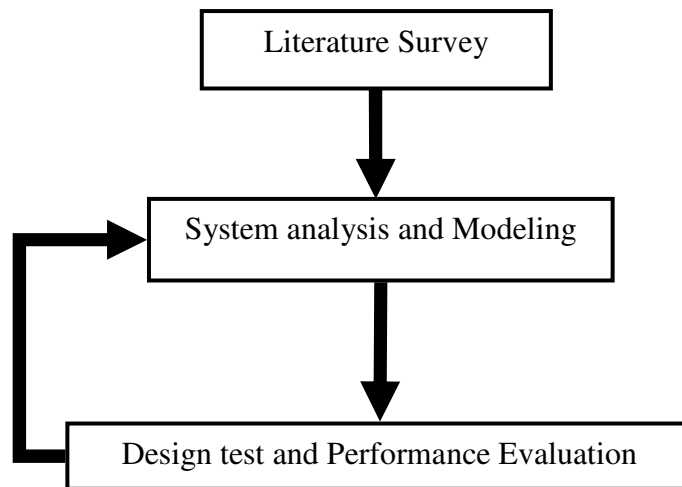 Literature Survey
System analysis and Modeling
Design test and Performance Evaluation